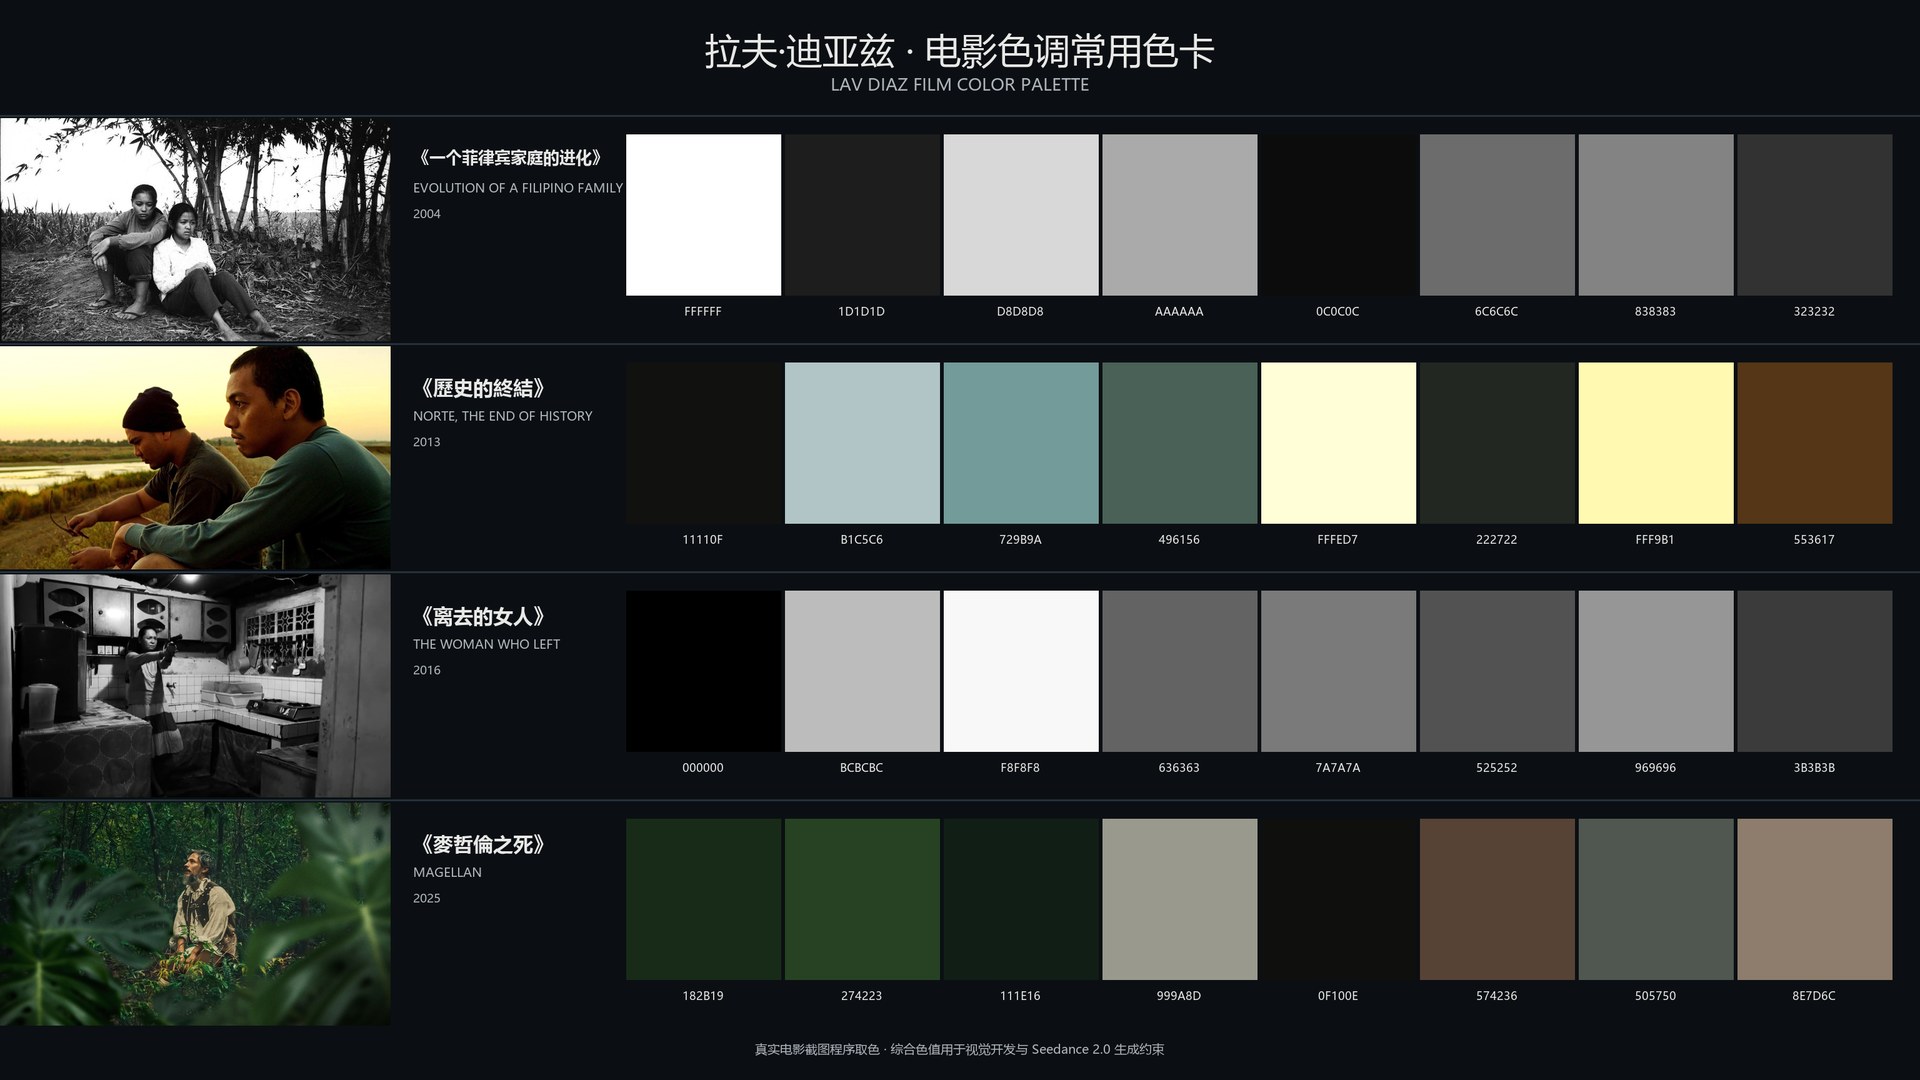 拉夫·迪亚兹 · 电影色调常用色卡
LAV DIAZ FILM COLOR PALETTE
《一个菲律宾家庭的进化》
EVOLUTION OF A FILIPINO FAMILY
2004
FFFFFF 1D1D1D D8D8D8 AAAAAA 0C0C0C 6C6C6C 838383 323232
《歷史的終結》
NORTE, THE END OF HISTORY
2013
11110F B1C5C6 729B9A 496156 FFFED7 222722 FFF9B1 553617
《离去的女人》
THE WOMAN WHO LEFT
2016
000000 BCBCBC F8F8F8 636363 7A7A7A 525252 969696 3B3B3B
《麥哲倫之死》
MAGELLAN
2025
182B19 274223 111E16 999A8D 0F100E 574236 505750 8E7D6C
真实电影截图程序取色 · 综合色值用于视觉开发与 Seedance 2.0 生成约束